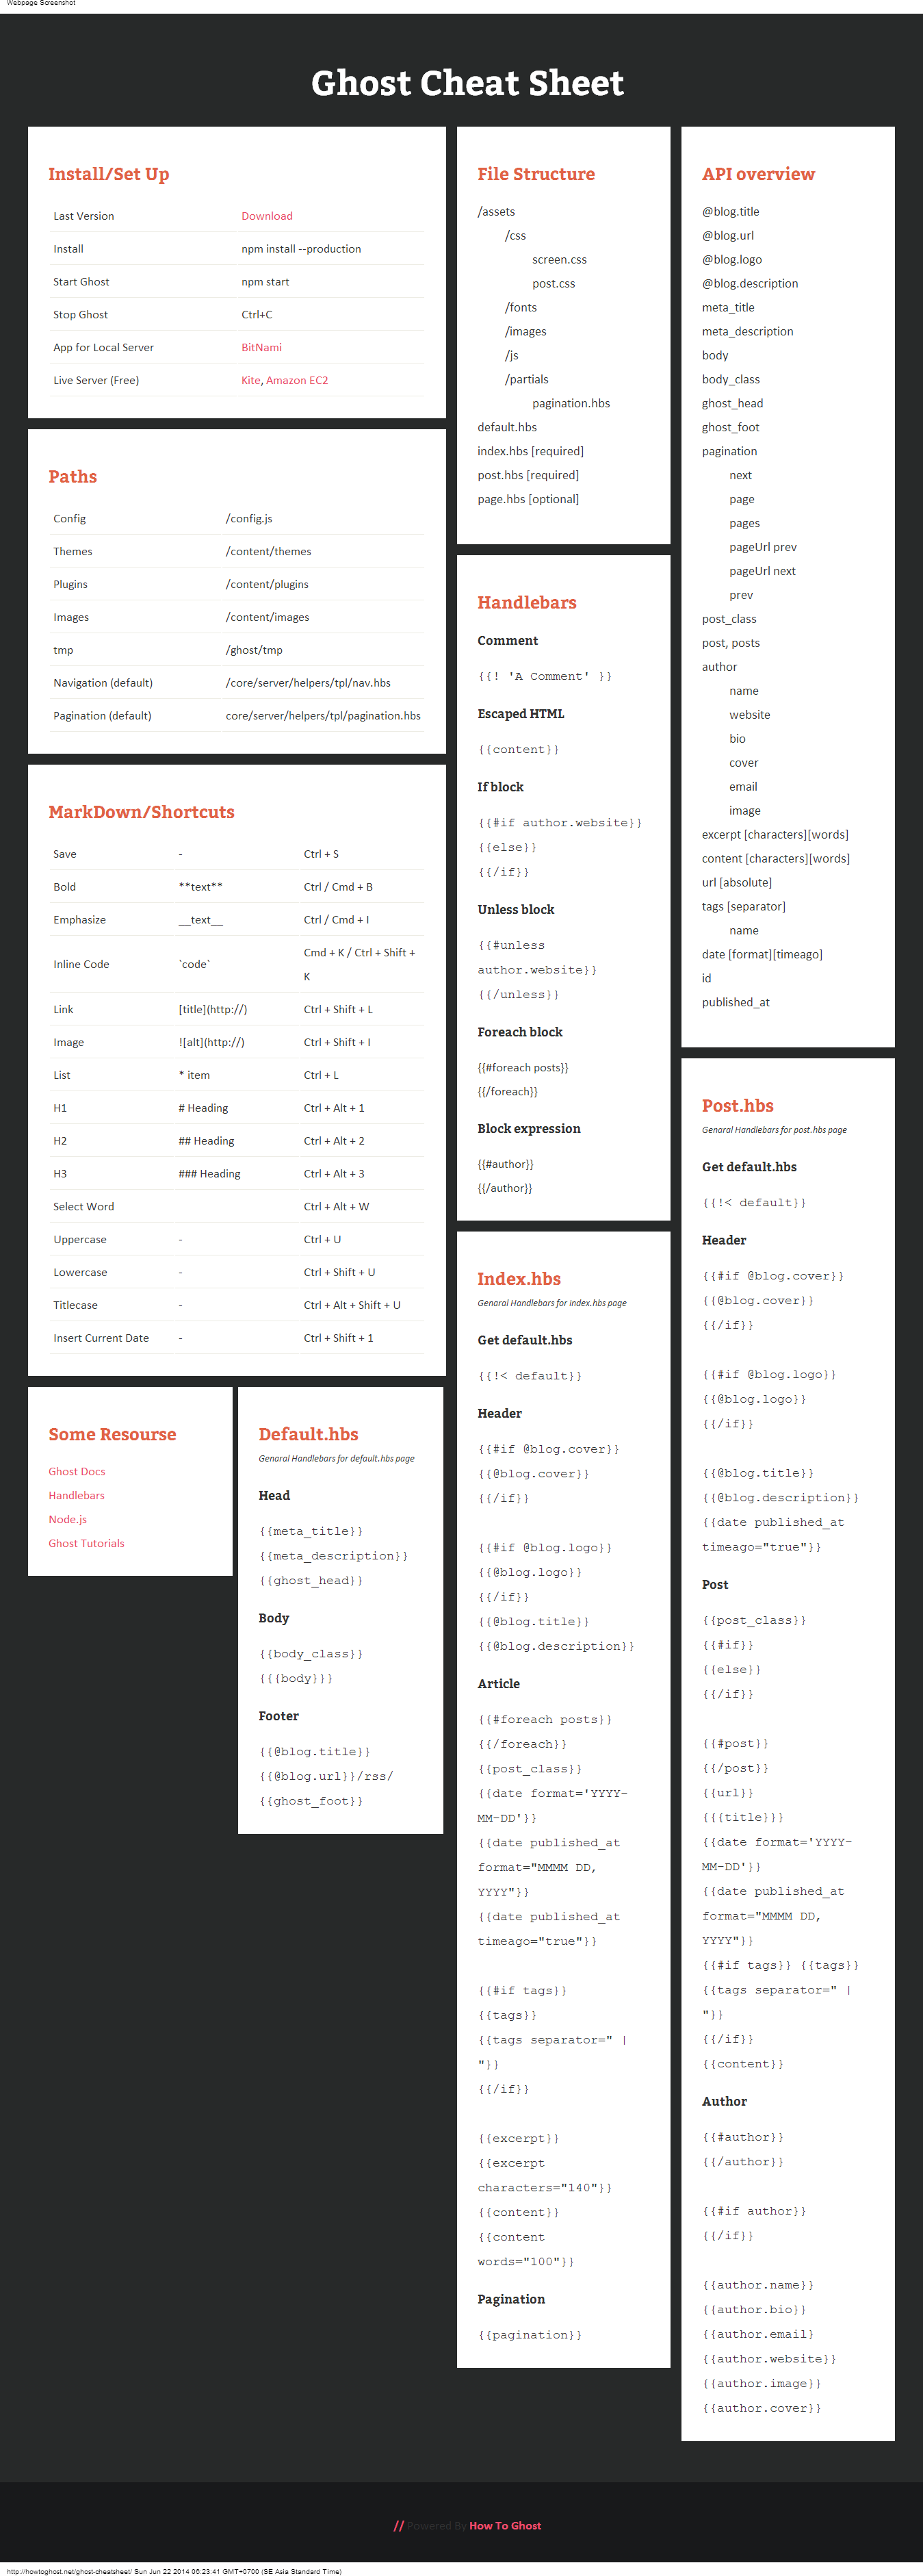 Webpage Screenshot
Ghost Cheat Sheet
Install/Set Up
Last Version Download
Install npm install --production
Start Ghost npm start
Stop Ghost Ctrl+C
App for Local Server BitNami
Live Server (Free) Kite, Amazon EC2
Paths
Config /config.js
Themes /content/themes
Plugins /content/plugins
Images /content/images
tmp /ghost/tmp
Navigation (default) /core/server/helpers/tpl/nav.hbs
Pagination (default) core/server/helpers/tpl/pagination.hbs
MarkDown/Shortcuts
Save - Ctrl + S
Bold **text** Ctrl / Cmd + B
Emphasize __text__ Ctrl / Cmd + I
Inline Code `code` Cmd + K / Ctrl + Shift +
K
Link [title](http://) Ctrl + Shift + L
Image ![alt](http://) Ctrl + Shift + I
List * item Ctrl + L
H1 # Heading Ctrl + Alt + 1
H2 ## Heading Ctrl + Alt + 2
H3 ### Heading Ctrl + Alt + 3
Select Word Ctrl + Alt + W
Uppercase - Ctrl + U
Lowercase - Ctrl + Shift + U
Titlecase - Ctrl + Alt + Shift + U
Insert Current Date - Ctrl + Shift + 1
Some Resourse
Ghost Docs
Handlebars
Node.js
Ghost Tutorials
Default.hbs
Genaral Handlebars for default.hbs page
Head
{{meta_title}}
{{meta_description}}
{{ghost_head}}
Body
{{body_class}}
{{{body}}}
Footer
{{@blog.title}}
{{@blog.url}}/rss/
{{ghost_foot}}
File Structure
/assets
/css
screen.css
post.css
/fonts
/images
/js
/partials
pagination.hbs
default.hbs
index.hbs [required]
post.hbs [required]
page.hbs [optional]
Handlebars
Comment
{{! 'A Comment' }}
Escaped HTML
{{content}}
If block
{{#if author.website}}
{{else}}
{{/if}}
Unless block
{{#unless
author.website}}
{{/unless}}
Foreach block
{{#foreach posts}}
{{/foreach}}
Block expression
{{#author}}
{{/author}}
Index.hbs
Genaral Handlebars for index.hbs page
Get default.hbs
{{!< default}}
Header
{{#if @blog.cover}}
{{@blog.cover}}
{{/if}}
{{#if @blog.logo}}
{{@blog.logo}}
{{/if}}
{{@blog.title}}
{{@blog.description}}
Article
{{#foreach posts}}
{{/foreach}}
{{post_class}}
{{date format='YYYY-
MM-DD'}}
{{date published_at
format="MMMM DD,
YYYY"}}
{{date published_at
timeago="true"}}
{{#if tags}}
{{tags}}
{{tags separator=" |
"}}
{{/if}}
{{excerpt}}
{{excerpt
characters="140"}}
{{content}}
{{content
words="100"}}
Pagination
{{pagination}}
API overview
@blog.title
@blog.url
@blog.logo
@blog.description
meta_title
meta_description
body
body_class
ghost_head
ghost_foot
pagination
next
page
pages
pageUrl prev
pageUrl next
prev
post_class
post, posts
author
name
website
bio
cover
email
image
excerpt [characters][words]
content [characters][words]
url [absolute]
tags [separator]
name
date [format][timeago]
id
published_at
Post.hbs
Genaral Handlebars for post.hbs page
Get default.hbs
{{!< default}}
Header
{{#if @blog.cover}}
{{@blog.cover}}
{{/if}}
{{#if @blog.logo}}
{{@blog.logo}}
{{/if}}
{{@blog.title}}
{{@blog.description}}
{{date published_at
timeago="true"}}
Post
{{post_class}}
{{#if}}
{{else}}
{{/if}}
{{#post}}
{{/post}}
{{url}}
{{{title}}}
{{date format='YYYY-
MM-DD'}}
{{date published_at
format="MMMM DD,
YYYY"}}
{{#if tags}} {{tags}}
{{tags separator=" |
"}}
{{/if}}
{{content}}
Author
{{#author}}
{{/author}}
{{#if author}}
{{/if}}
{{author.name}}
{{author.bio}}
{{author.email}
{{author.website}}
{{author.image}}
{{author.cover}}
// Powered By How To Ghost
http://howtoghost.net/ghost-cheatsheet/ Sun Jun 22 2014 06:23:41 GMT+0700 (SE Asia Standard Time)